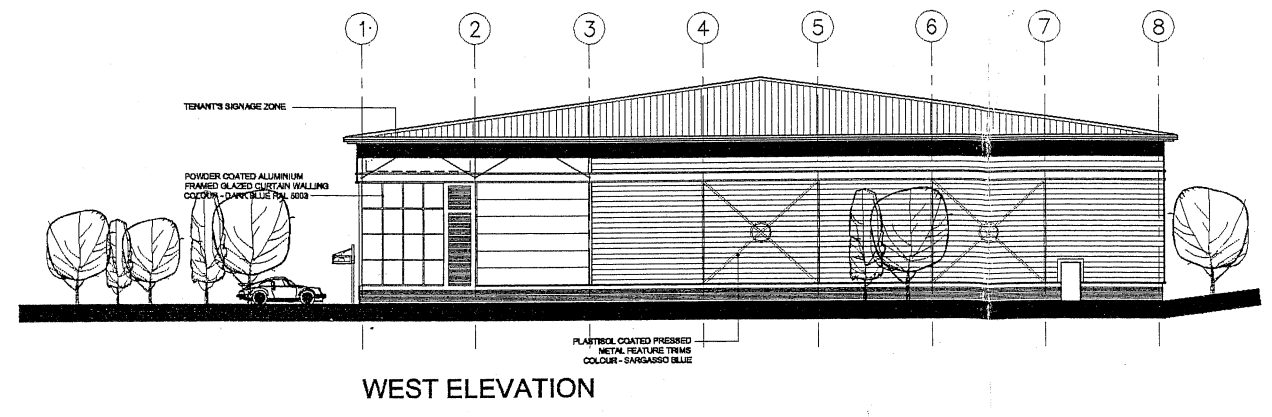 1 2 3 4 5 6 7 8
TENANT'S SIGNAGE ZONE
POWDER COATED ALUMINIUM
FRAMED GLAZED CURTAIN WALLING
COLOUR - DARK BLUE RAL 5003
PLASTISOL COATED PRESSED
METAL FEATURE TRIMS
COLOUR - SARGASSO BLUE
WEST ELEVATION